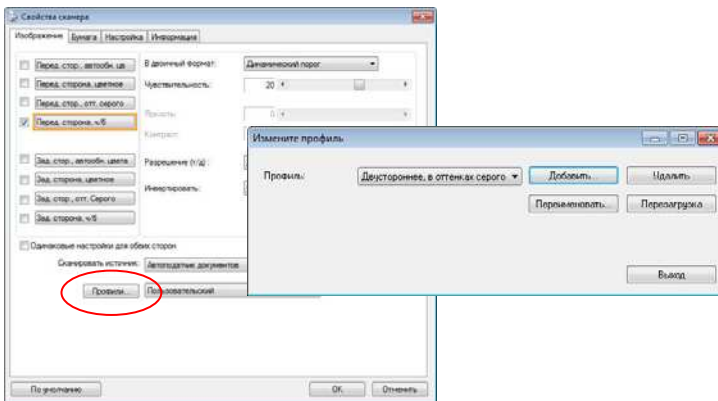 Свойства сканера
Изображение Бумага Настройка Информация
Перед. стор., автообн. цв
Перед. сторона, цветное
Перед. стор., отт. серого
Перед. сторона, ч/б
Зад. стор., автообн. цвета
Зад. сторона, цветное
Зад. стор., отт. Серого
Зад. сторона, ч/б
В двоичный формат: Динамический порог
Чувствительность: 20
Яркость: 0
Контраст:
Разрешение (т/д):
Инвертировать:
Одинаковые настройки для обеих сторон
Сканировать источник: Автоподатчик документов
Профили... Пользовательский
По умолчанию OK Отменить
Измените профиль
Профиль: Двустороннее, в оттенках серого Добавить... Удалить
Переименовать... Перезагрузка
Выход